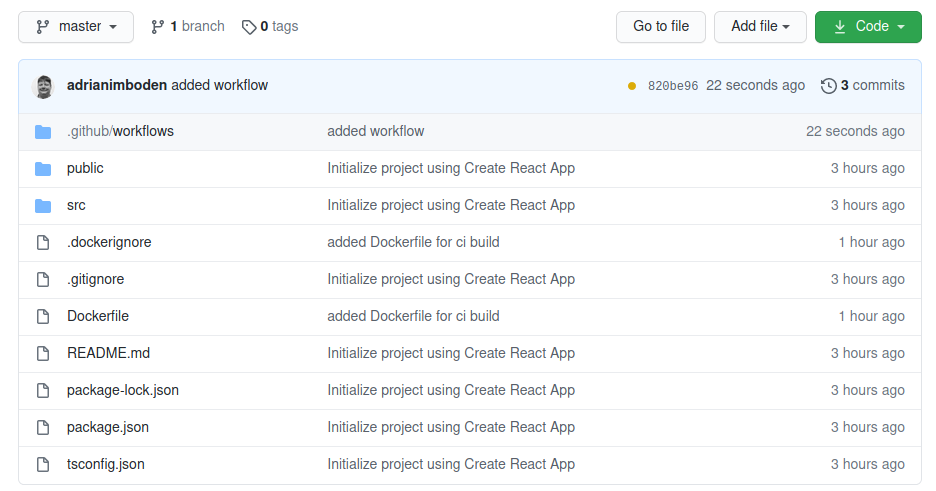 master 1 branch 0 tags Go to file Add file Code
adrianimboden added workflow 820be96 22 seconds ago 3 commits
.github/workflows added workflow 22 seconds ago
public Initialize project using Create React App 3 hours ago
src Initialize project using Create React App 3 hours ago
.dockerignore added Dockerfile for ci build 1 hour ago
.gitignore Initialize project using Create React App 3 hours ago
Dockerfile added Dockerfile for ci build 1 hour ago
README.md Initialize project using Create React App 3 hours ago
package-lock.json Initialize project using Create React App 3 hours ago
package.json Initialize project using Create React App 3 hours ago
tsconfig.json Initialize project using Create React App 3 hours ago